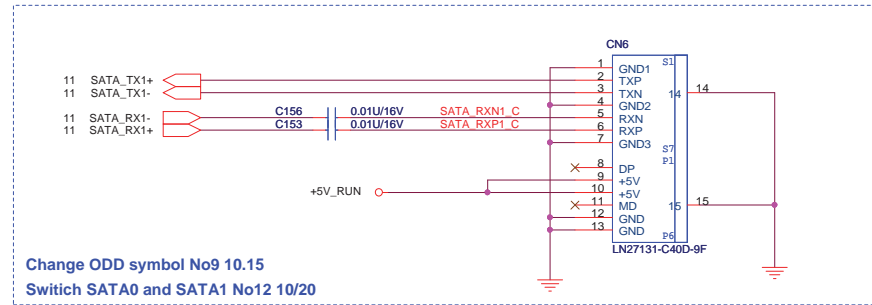 CN6
1 GND1 S1
11 SATA_TX1+ 2 TXP
11 SATA_TX1- 3 TXN 14 14
4 GND2
11 SATA_RX1- C156 0.01U/16V SATA_RXN1_C 5 RXN
11 SATA_RX1+ C153 0.01U/16V SATA_RXP1_C 6 RXP
7 GND3 S7
P1
8 DP
9 +5V
+5V_RUN 10 +5V
11 MD 15 15
12 GND
13 GND P6
LN27131-C40D-9F
Change ODD symbol No9 10.15
Switich SATA0 and SATA1 No12 10/20